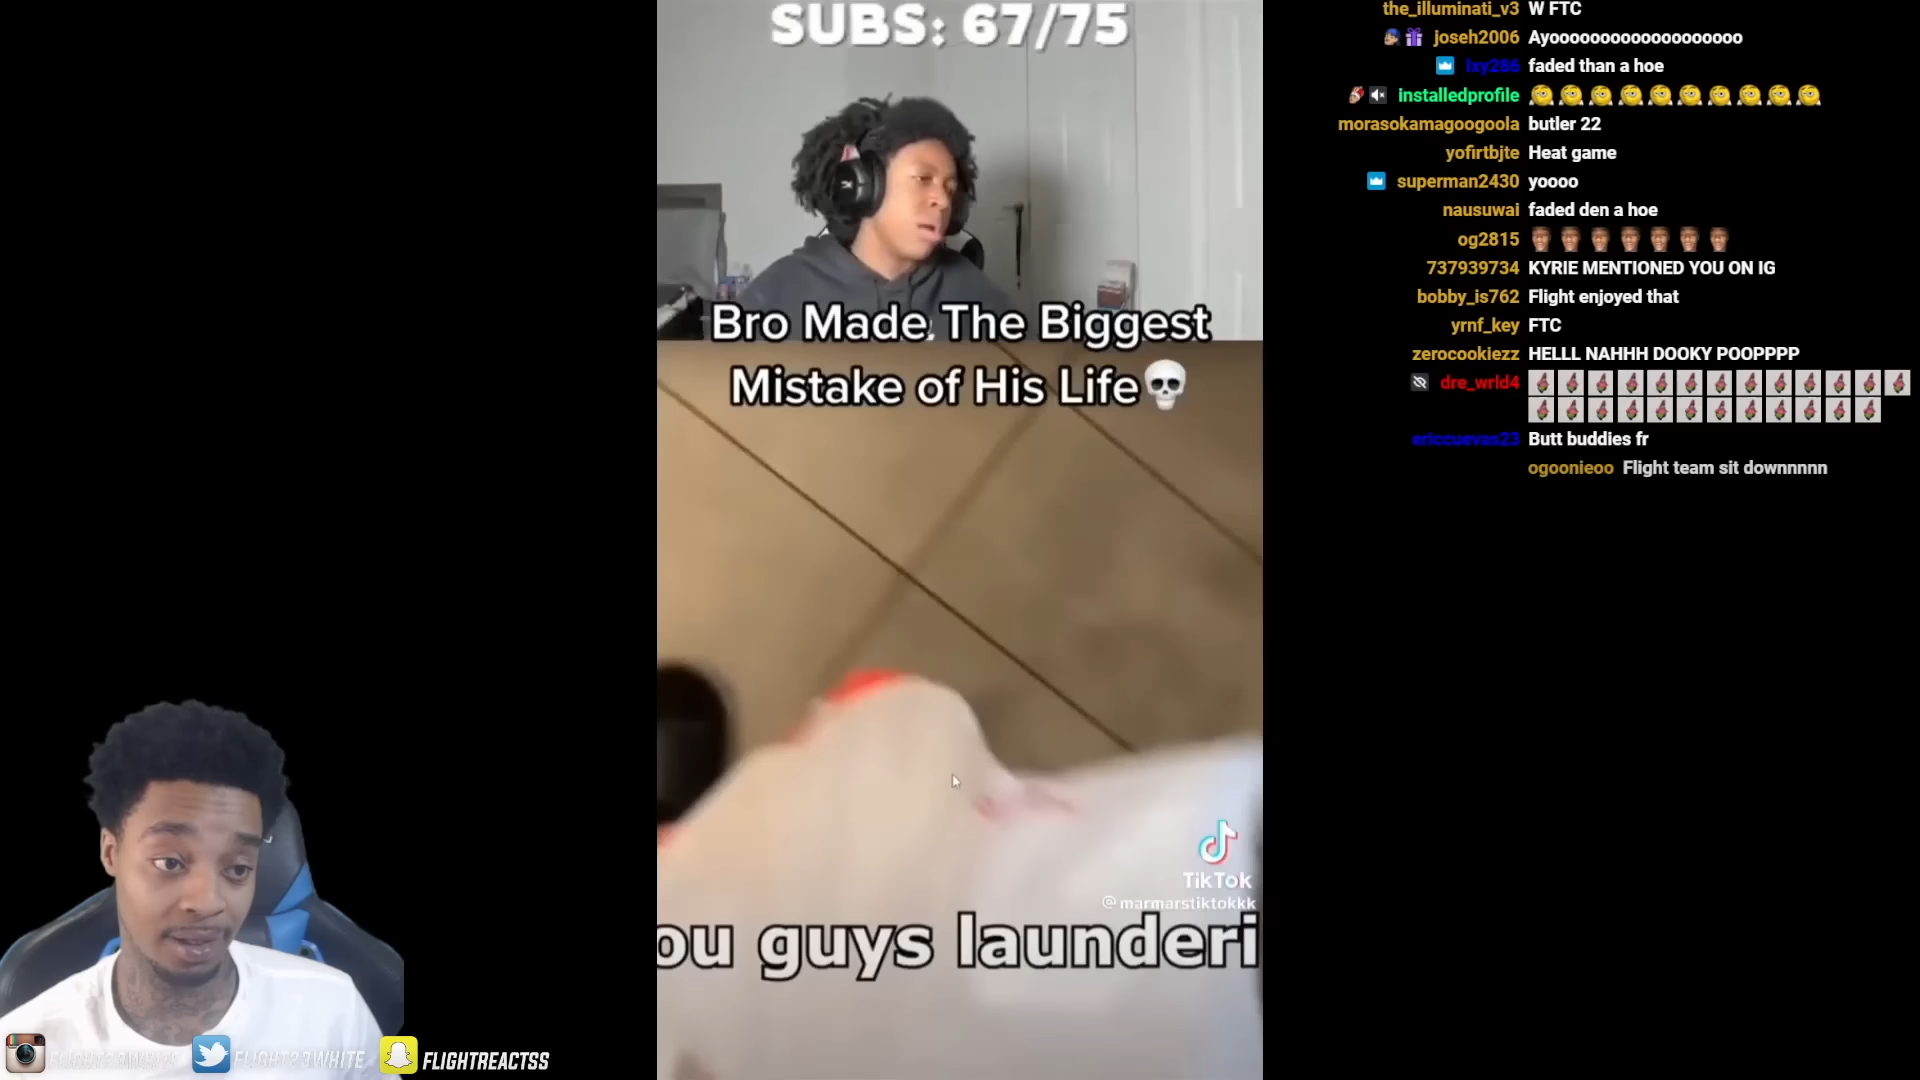 SUBS: 67/75
Bro Made The Biggest
Mistake of His Life
TikTok
@marmarstiktokkk
ou guys launderi
FLIGHT23WHITE
FLIGHTREACTSS
the_illuminati_v3 W FTC
joseh2006 Ayooooooooooooooooooo
lxy286 faded than a hoe
installedprofile
morasokamagoogoola butler 22
yofirtbjte Heat game
superman2430 yoooo
nausuwai faded den a hoe
og2815
737939734 KYRIE MENTIONED YOU ON IG
bobby_is762 Flight enjoyed that
yrnf_key FTC
zerocookiezz HELLL NAHHH DOOKY POOPPPP
dre_wrld4
ericcuevas23 Butt buddies fr
ogoonieoo Flight team sit downnnnn